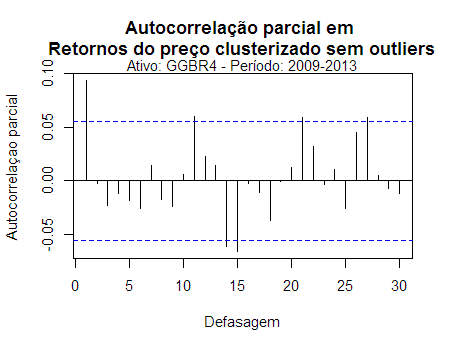 Autocorrelação parcial em
Retornos do preço clusterizado sem outliers
Ativo: GGBR4 - Período: 2009-2013
Autocorrelaçao parcial
0.10
0.05
0.00
-0.05
0 5 10 15 20 25 30
Defasagem